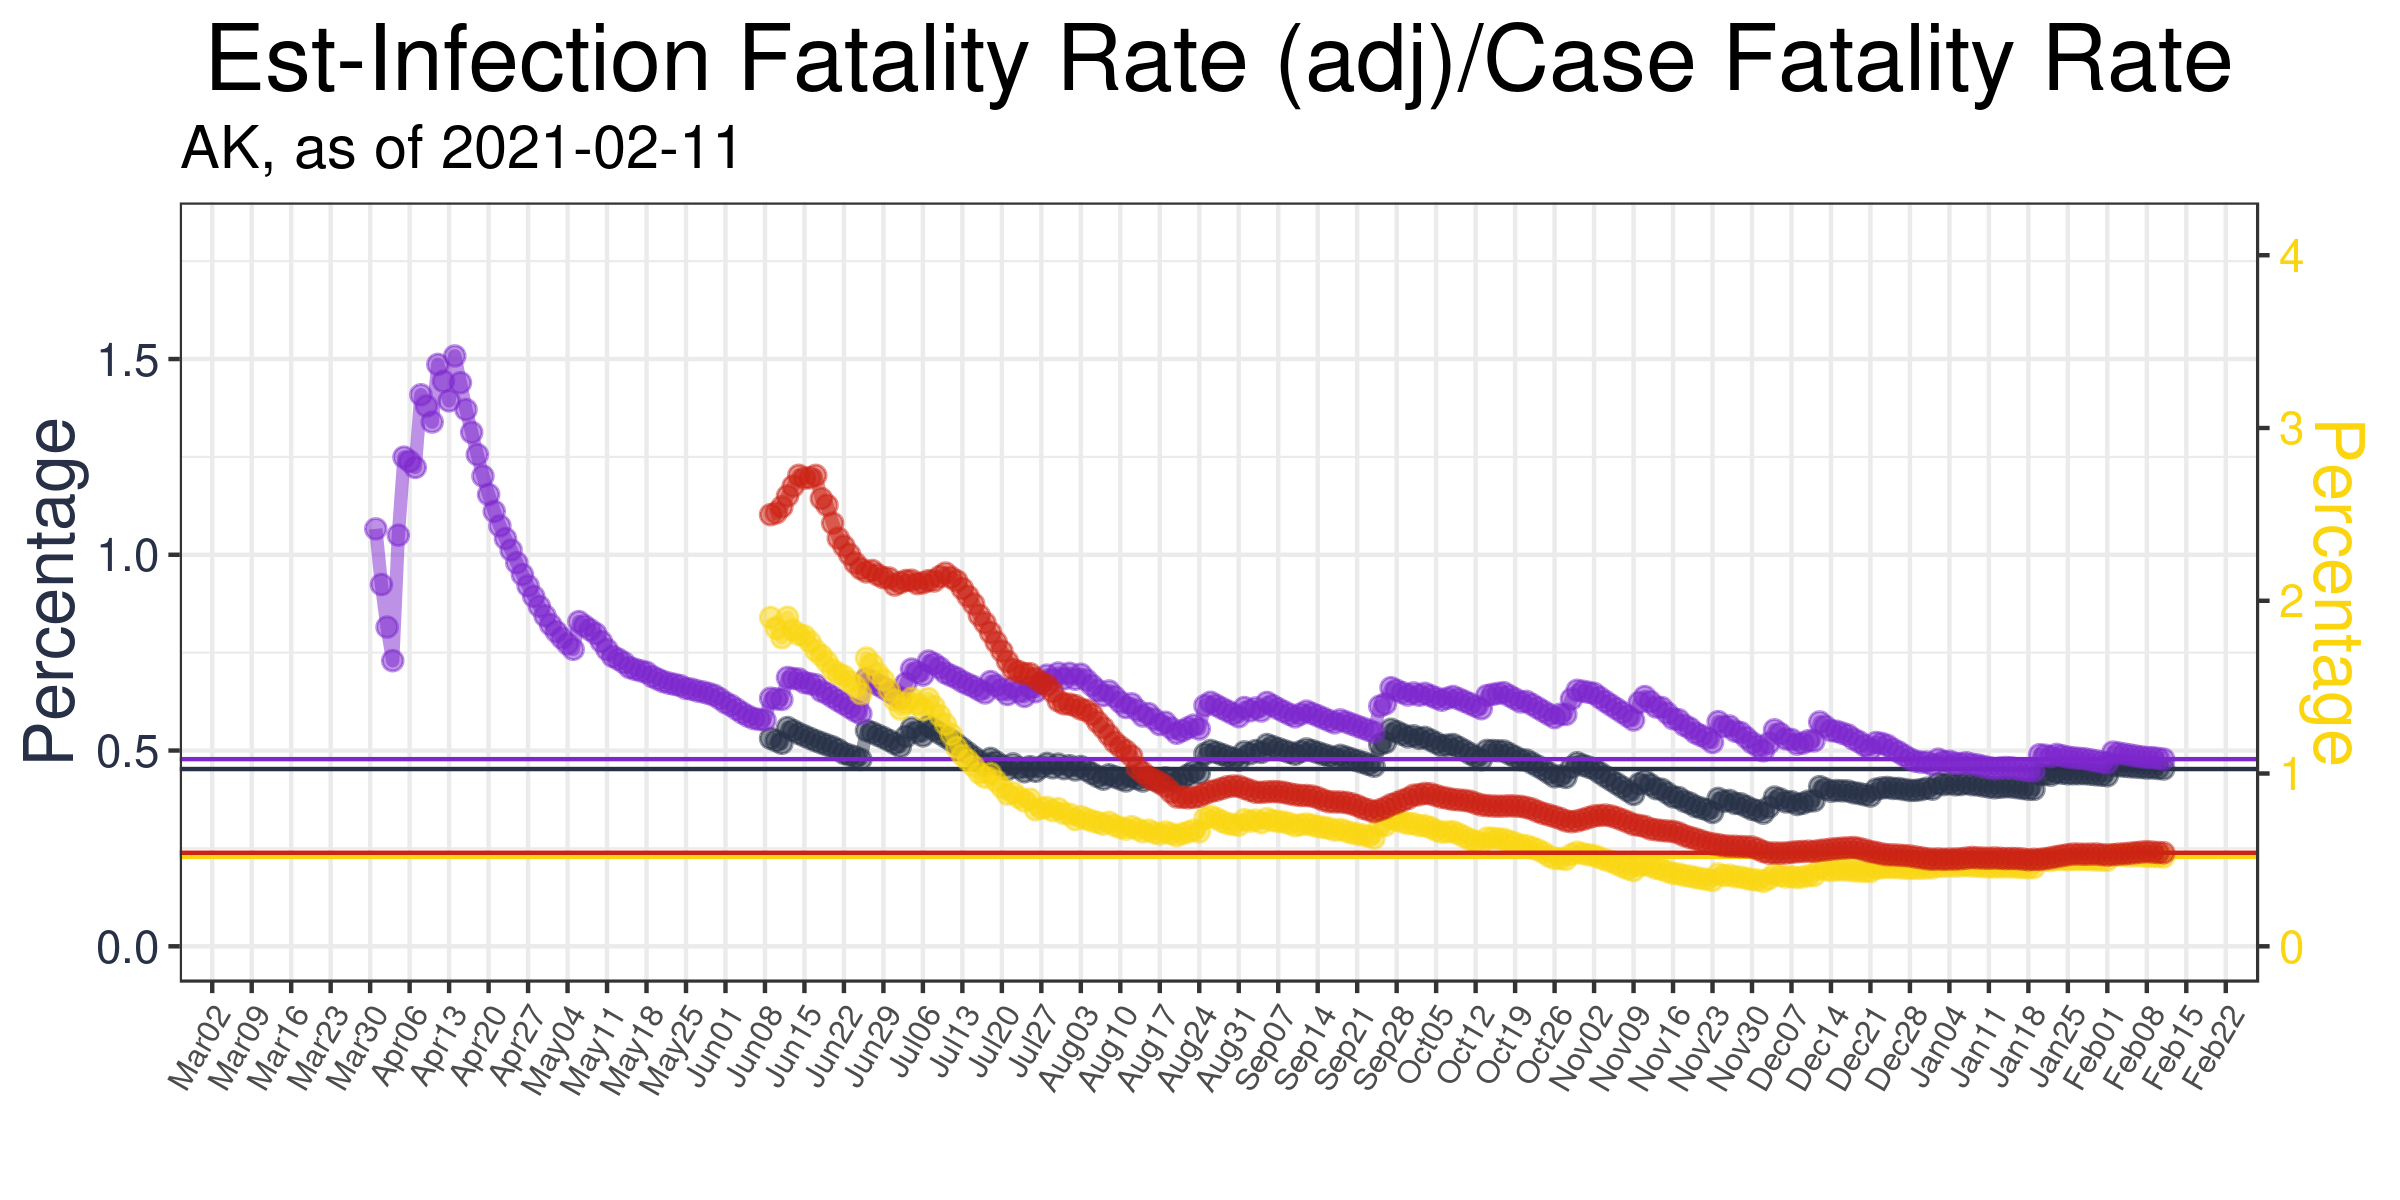 Est-Infection Fatality Rate (adj)/Case Fatality Rate
AK, as of 2021-02-11
Percentage
1.5
1.0
0.5
0.0
4
3
2
1
0
Percentage
Mar02
Mar09
Mar16
Mar23
Mar30
Apr06
Apr13
Apr20
Apr27
May04
May11
May18
May25
Jun01
Jun08
Jun15
Jun22
Jun29
Jul06
Jul13
Jul20
Jul27
Aug03
Aug10
Aug17
Aug24
Aug31
Sep07
Sep14
Sep21
Sep28
Oct05
Oct12
Oct19
Oct26
Nov02
Nov09
Nov16
Nov23
Nov30
Dec07
Dec14
Dec21
Dec28
Jan04
Jan11
Jan18
Jan25
Feb01
Feb08
Feb15
Feb22